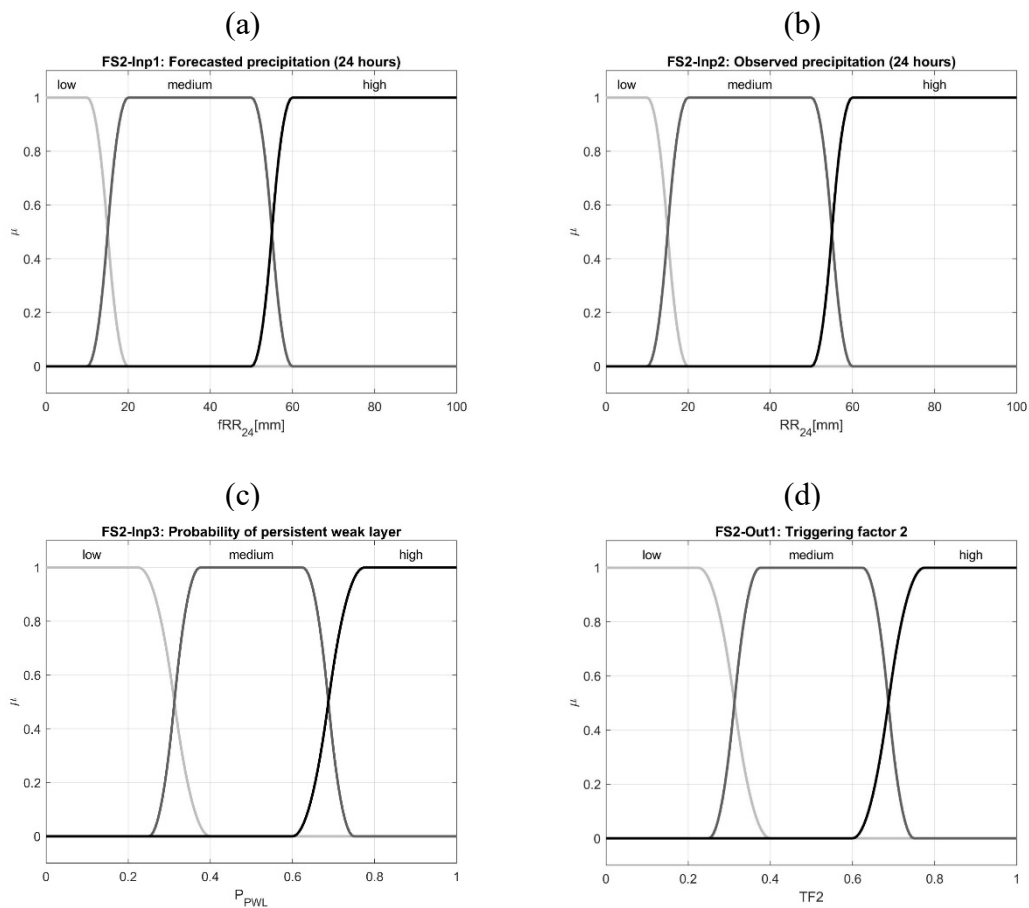 (a)
FS2-Inp1: Forecasted precipitation (24 hours)
low medium high
1
0.8
0.6
0.4
0.2
0
μ
0 20 40 60 80 100
fRR24[mm]
(b)
FS2-Inp2: Observed precipitation (24 hours)
low medium high
1
0.8
0.6
0.4
0.2
0
μ
0 20 40 60 80 100
RR24[mm]
(c)
FS2-Inp3: Probability of persistent weak layer
low medium high
1
0.8
0.6
0.4
0.2
0
μ
0 0.2 0.4 0.6 0.8 1
PPWL
(d)
FS2-Out1: Triggering factor 2
low medium high
1
0.8
0.6
0.4
0.2
0
μ
0 0.2 0.4 0.6 0.8 1
TF2